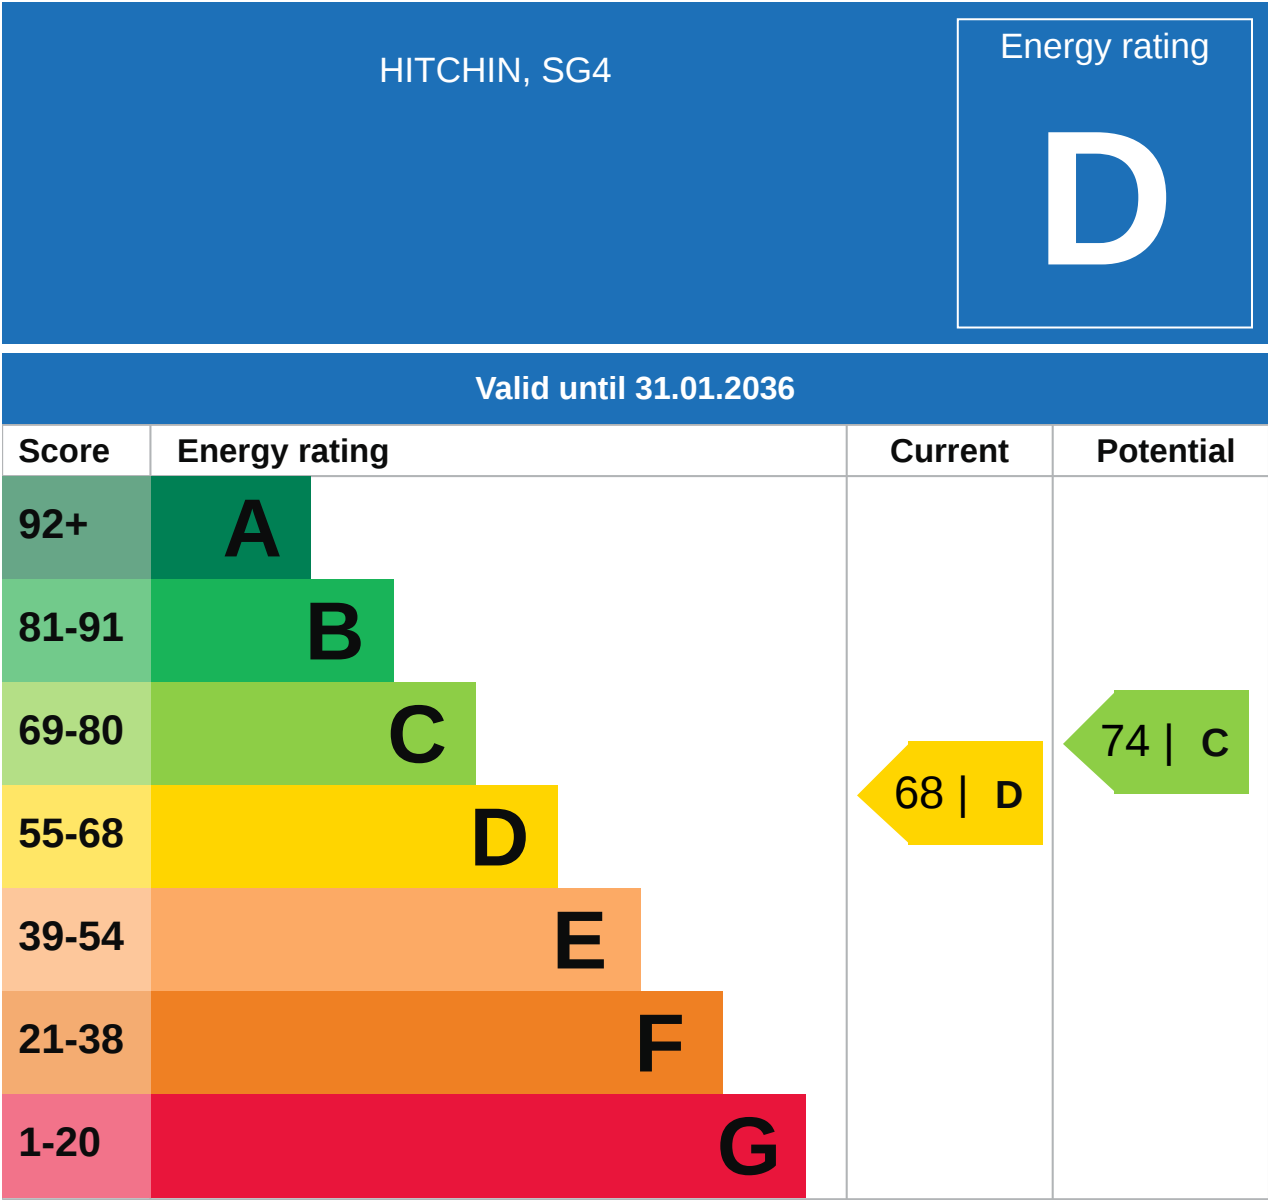 HITCHIN, SG4
Energy rating
D
Valid until 31.01.2036
Score Energy rating Current Potential
92+ A
81-91 B
69-80 C
74 | C
68 | D
55-68 D
39-54 E
21-38 F
1-20 G